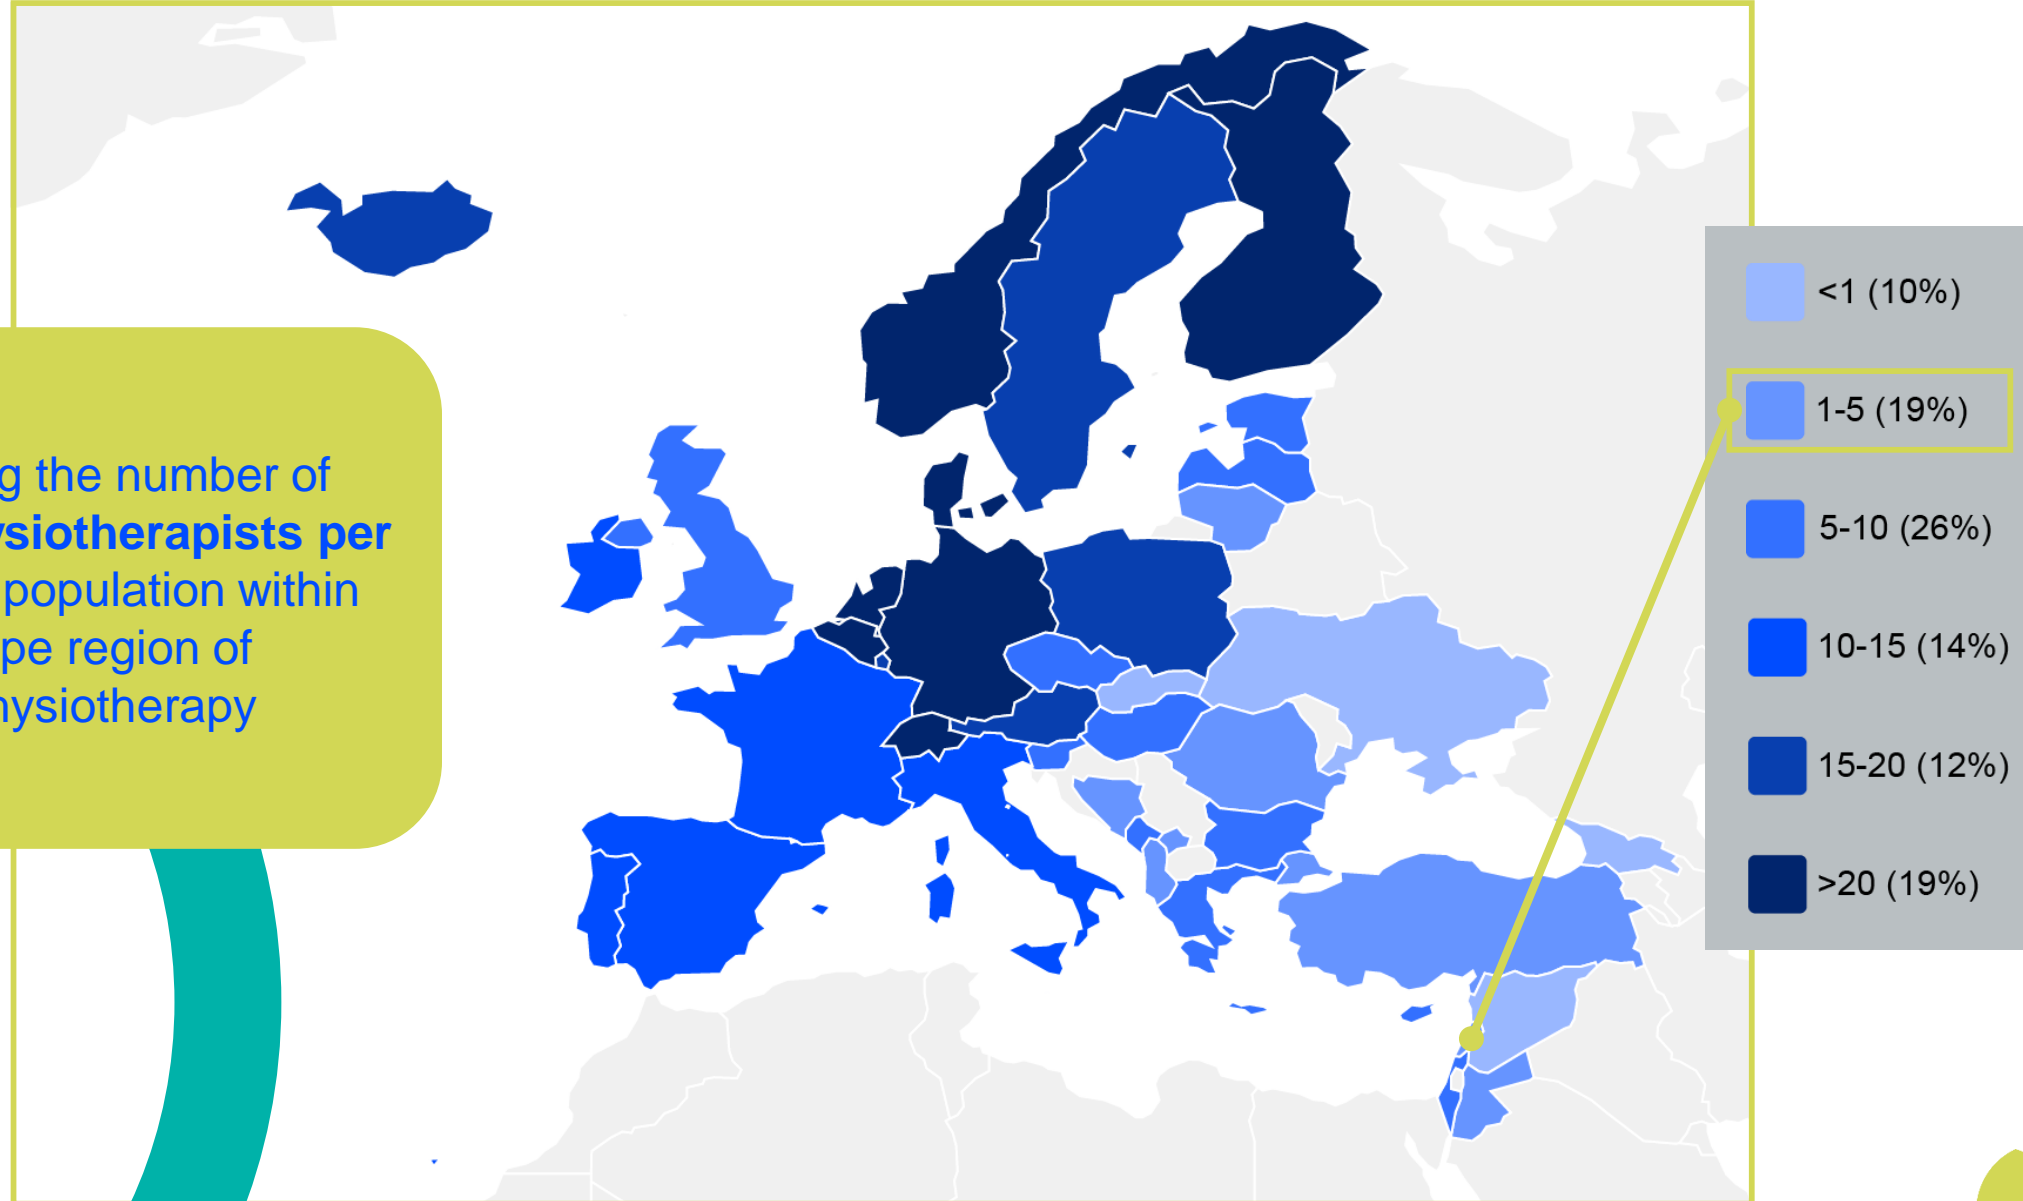 g the number of
ysiotherapists per
population within
pe region of
hysiotherapy
<1 (10%)
1-5 (19%)
5-10 (26%)
10-15 (14%)
15-20 (12%)
>20 (19%)